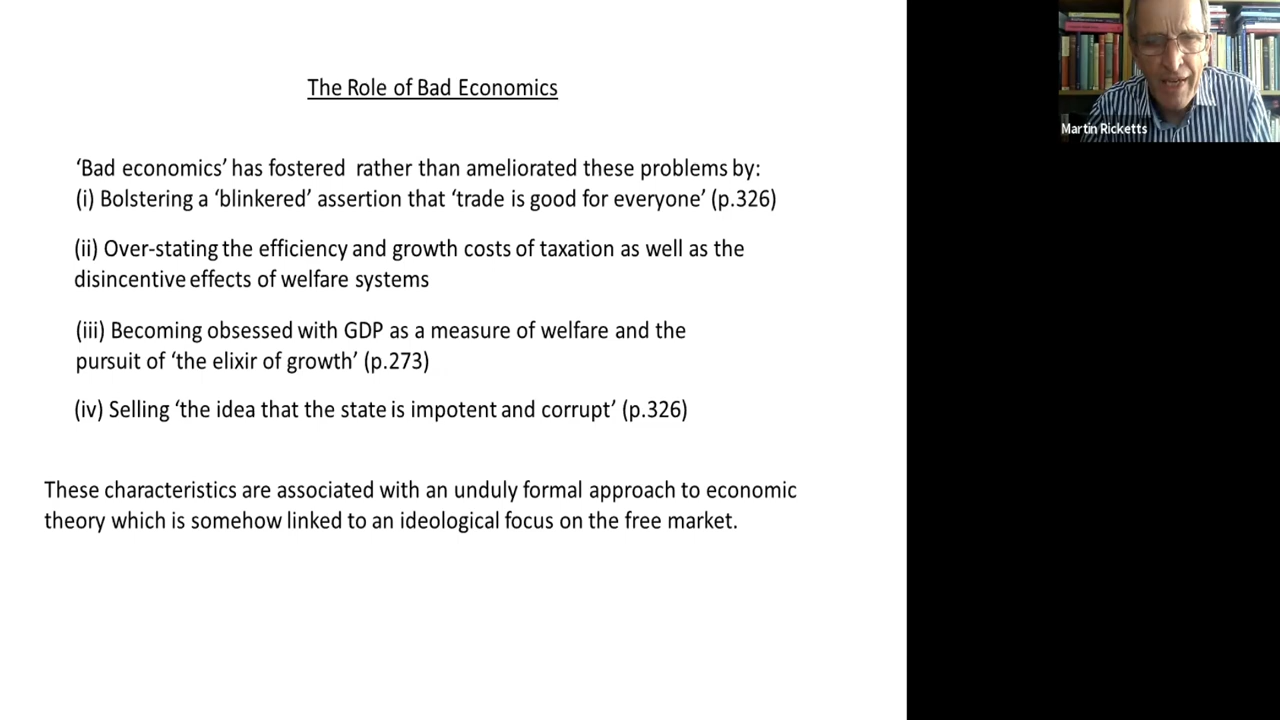 The Role of Bad Economics
Martin Ricketts
‘Bad economics’ has fostered rather than ameliorated these problems by:
(i) Bolstering a ‘blinkered’ assertion that ‘trade is good for everyone’ (p.326)
(ii) Over-stating the efficiency and growth costs of taxation as well as the
disincentive effects of welfare systems
(iii) Becoming obsessed with GDP as a measure of welfare and the
pursuit of ‘the elixir of growth’ (p.273)
(iv) Selling ‘the idea that the state is impotent and corrupt’ (p.326)
These characteristics are associated with an unduly formal approach to economic
theory which is somehow linked to an ideological focus on the free market.